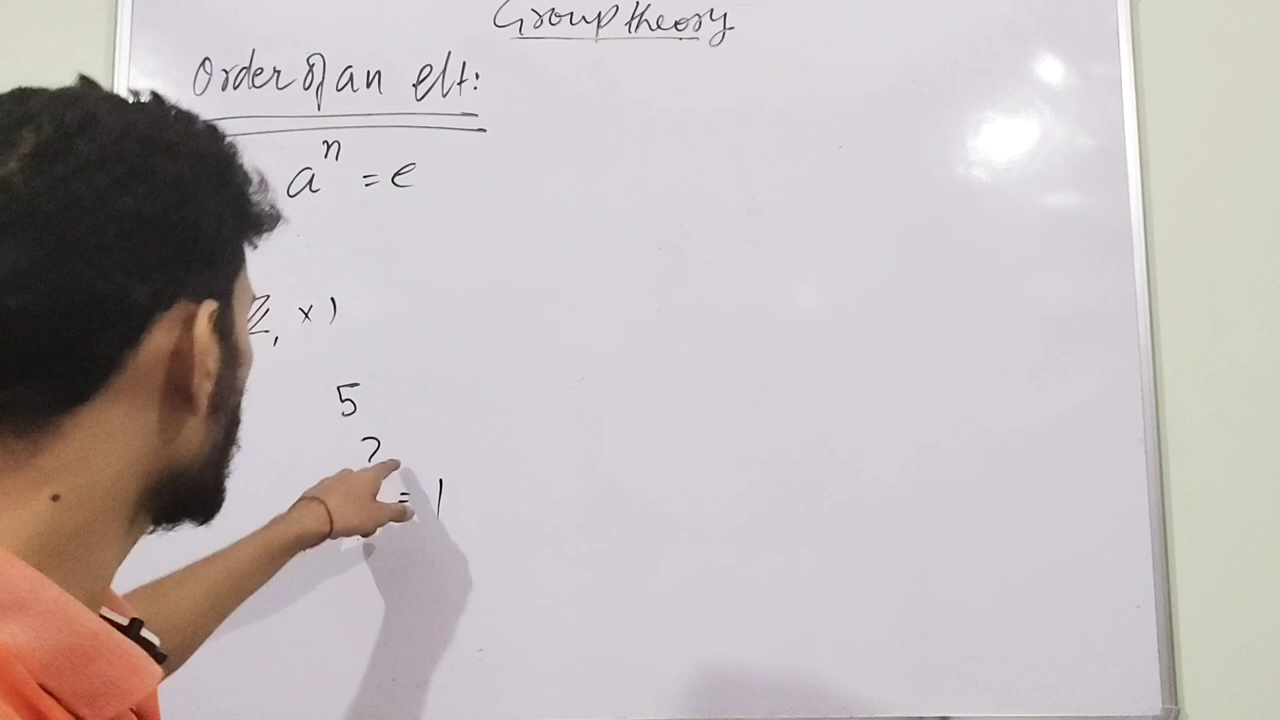 Group theory
Order of an elt:
a^n = e
ℤ, ×)
5
?
= 1